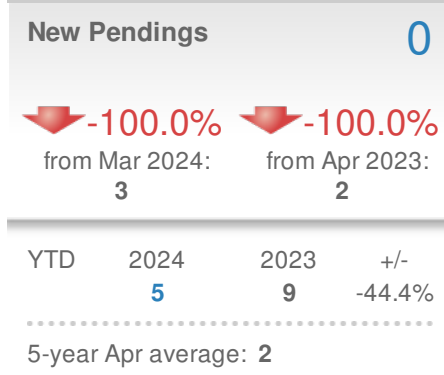 New Pendings 0
-100.0% -100.0%
from Mar 2024: from Apr 2023:
3 2
YTD 2024 2023 +/-
5 9 -44.4%
5-year Apr average: 2